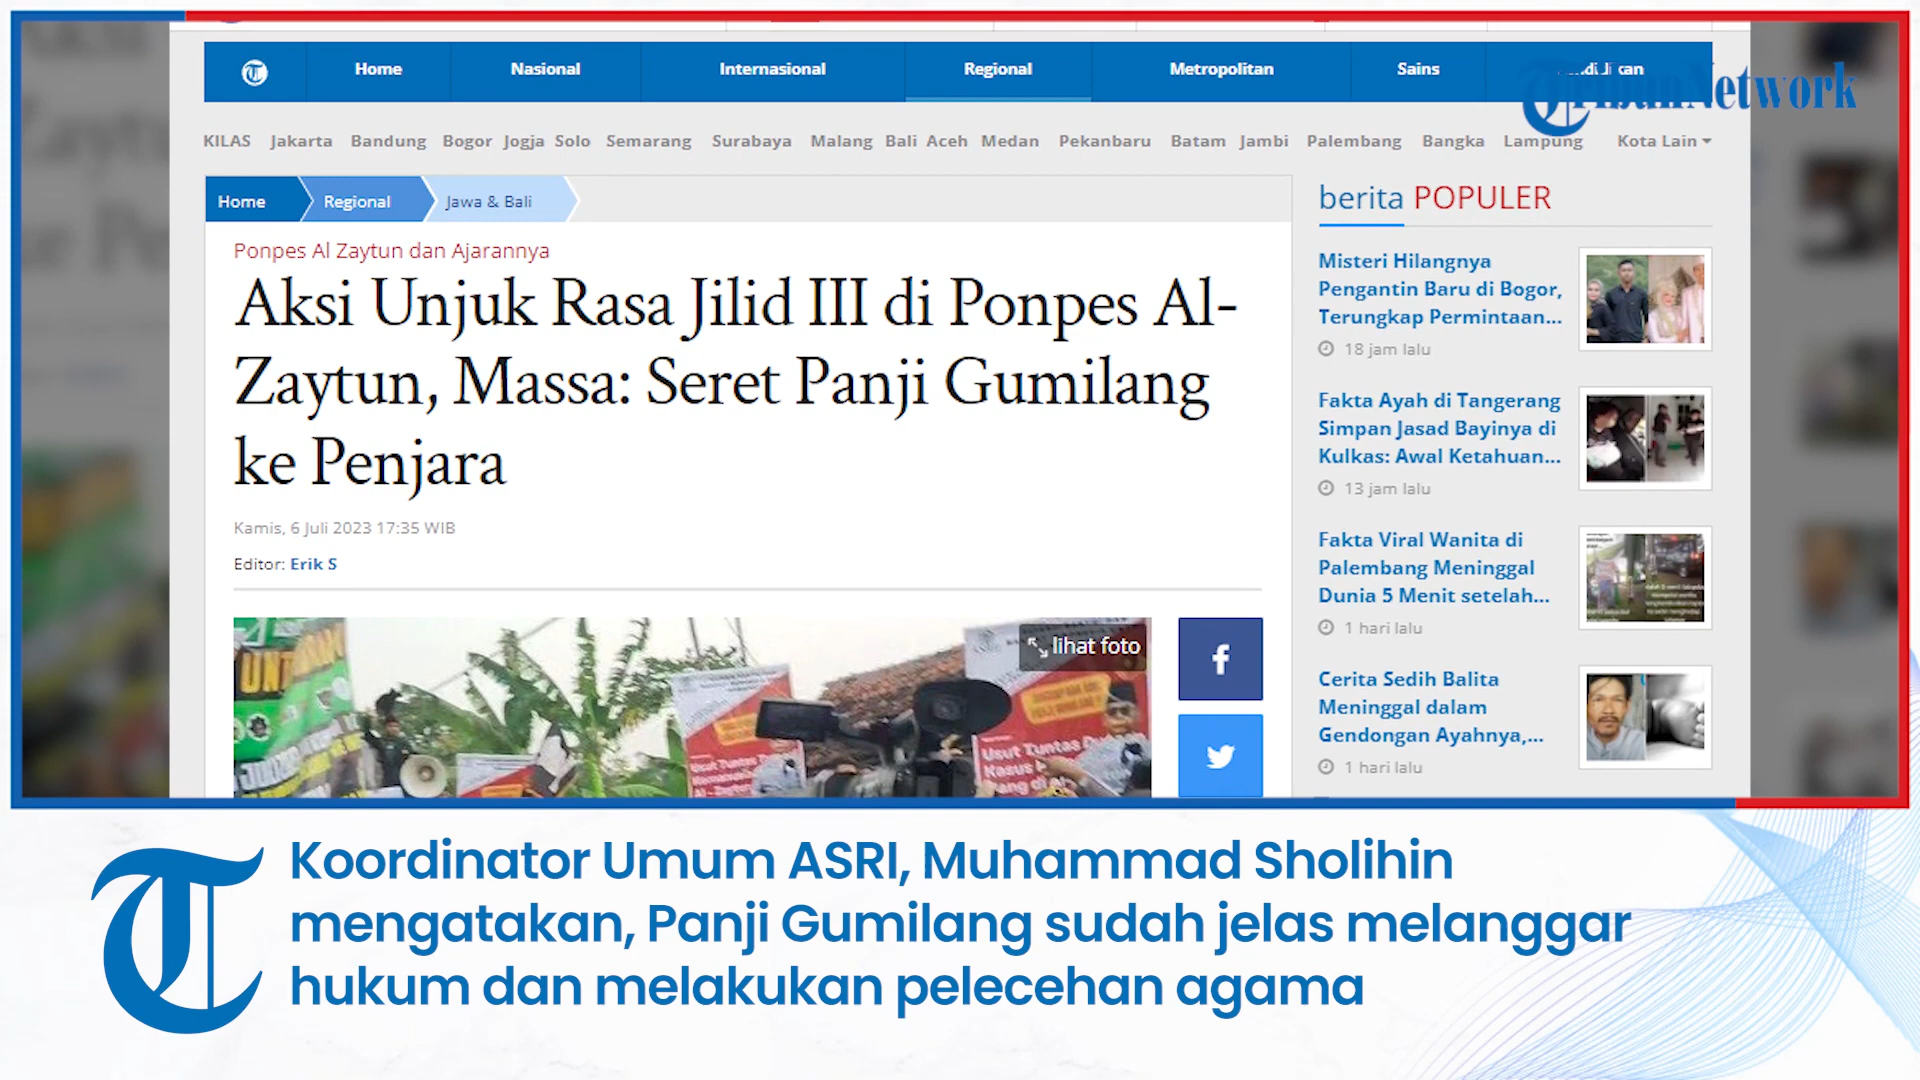 Home Nasional Internasional Regional Metropolitan Sains
TribunNetwork
KILAS Jakarta Bandung Bogor Jogja Solo Semarang Surabaya Malang Bali Aceh Medan Pekanbaru Batam Jambi Palembang Bangka Lampung Kota Lain
Home Regional Jawa & Bali
Ponpes Al Zaytun dan Ajarannya
Aksi Unjuk Rasa Jilid III di Ponpes Al-
Zaytun, Massa: Seret Panji Gumilang
ke Penjara
Kamis, 6 Juli 2023 17:35 WIB
Editor: Erik S
lihat foto
Usut Tuntas
Kasus
berita POPULER
Misteri Hilangnya
Pengantin Baru di Bogor,
Terungkap Permintaan...
18 jam lalu
Fakta Ayah di Tangerang
Simpan Jasad Bayinya di
Kulkas: Awal Ketahuan...
13 jam lalu
Fakta Viral Wanita di
Palembang Meninggal
Dunia 5 Menit setelah...
1 hari lalu
Cerita Sedih Balita
Meninggal dalam
Gendongan Ayahnya,...
1 hari lalu
Koordinator Umum ASRI, Muhammad Sholihin
mengatakan, Panji Gumilang sudah jelas melanggar
hukum dan melakukan pelecehan agama